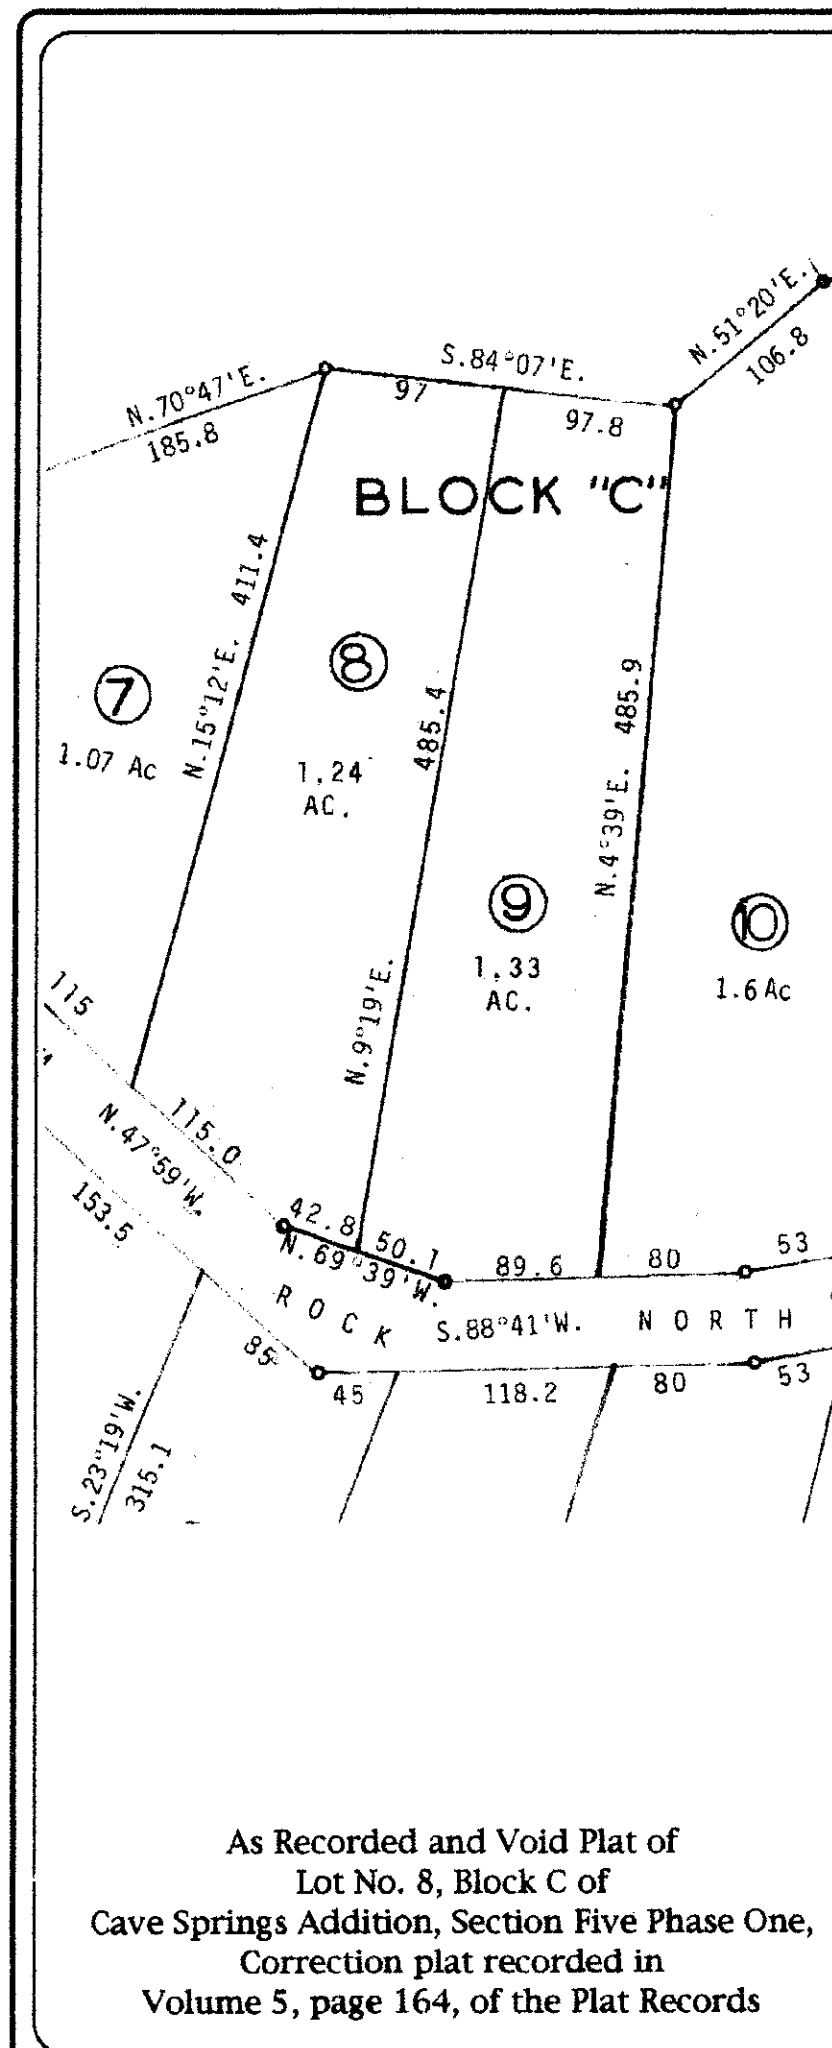 N.51°20'E.
106.8
S.84°07'E.
N.70°47'E.
97
97.8
185.8
BLOCK "C"
N.15°12'E. 411.4
8
7
1.07 Ac
N.9°19'E. 485.4
N.4°39'E. 485.9
1.24
AC.
9
1.33
AC.
10
1.6 Ac
115
115.0
N.47°59'W.
153.5
42.8
50.1
N.69°39'W.
89.6
80
53
ROCK
S.88°41'W.
NORTH
85
45
118.2
80
53
S.23°19'W.
315.1
As Recorded and Void Plat of
Lot No. 8, Block C of
Cave Springs Addition, Section Five Phase One,
Correction plat recorded in
Volume 5, page 164, of the Plat Records